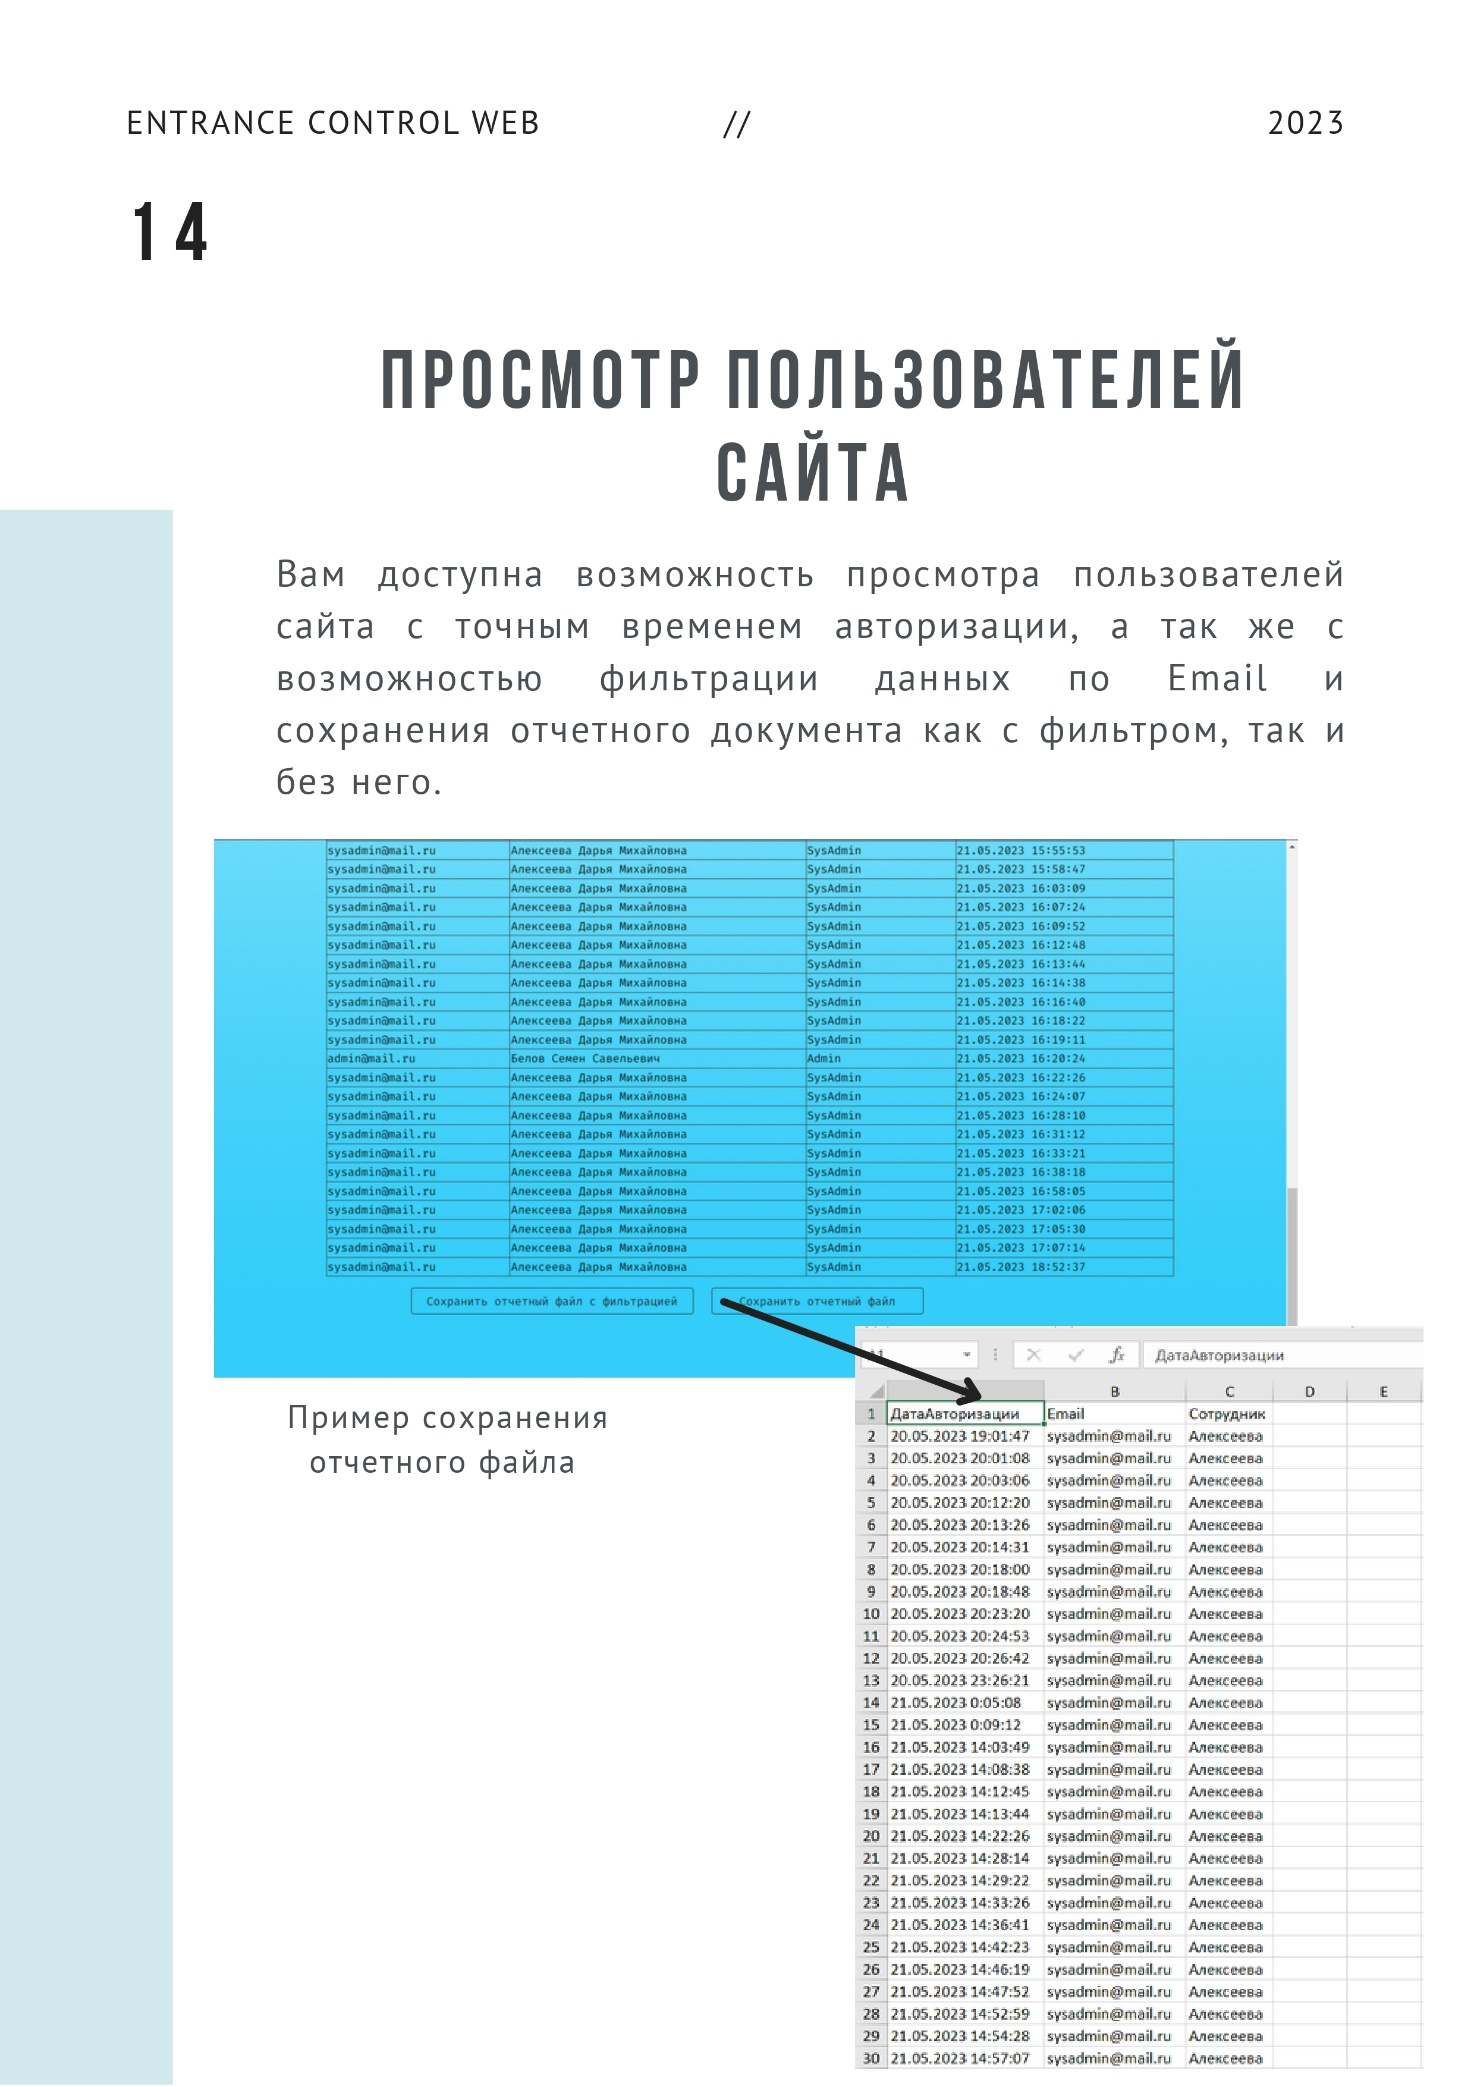 ENTRANCE CONTROL WEB // 2023
14
ПРОСМОТР ПОЛЬЗОВАТЕЛЕЙ
САЙТА
Вам доступна возможность просмотра пользователей
сайта с точным временем авторизации, а так же с
возможностью фильтрации данных по Email и
сохранения отчетного документа как с фильтром, так и
без него.
sysadmin@mail.ru Алексеева Дарья Михайловна SysAdmin 21.05.2023 15:55:53
sysadmin@mail.ru Алексеева Дарья Михайловна SysAdmin 21.05.2023 15:58:47
sysadmin@mail.ru Алексеева Дарья Михайловна SysAdmin 21.05.2023 16:03:09
sysadmin@mail.ru Алексеева Дарья Михайловна SysAdmin 21.05.2023 16:07:24
sysadmin@mail.ru Алексеева Дарья Михайловна SysAdmin 21.05.2023 16:09:52
sysadmin@mail.ru Алексеева Дарья Михайловна SysAdmin 21.05.2023 16:12:48
sysadmin@mail.ru Алексеева Дарья Михайловна SysAdmin 21.05.2023 16:13:44
sysadmin@mail.ru Алексеева Дарья Михайловна SysAdmin 21.05.2023 16:14:38
sysadmin@mail.ru Алексеева Дарья Михайловна SysAdmin 21.05.2023 16:16:40
sysadmin@mail.ru Алексеева Дарья Михайловна SysAdmin 21.05.2023 16:18:22
sysadmin@mail.ru Алексеева Дарья Михайловна SysAdmin 21.05.2023 16:19:11
admin@mail.ru Белов Семен Савельевич Admin 21.05.2023 16:20:24
sysadmin@mail.ru Алексеева Дарья Михайловна SysAdmin 21.05.2023 16:22:26
sysadmin@mail.ru Алексеева Дарья Михайловна SysAdmin 21.05.2023 16:24:07
sysadmin@mail.ru Алексеева Дарья Михайловна SysAdmin 21.05.2023 16:28:10
sysadmin@mail.ru Алексеева Дарья Михайловна SysAdmin 21.05.2023 16:31:12
sysadmin@mail.ru Алексеева Дарья Михайловна SysAdmin 21.05.2023 16:33:21
sysadmin@mail.ru Алексеева Дарья Михайловна SysAdmin 21.05.2023 16:38:18
sysadmin@mail.ru Алексеева Дарья Михайловна SysAdmin 21.05.2023 16:58:05
sysadmin@mail.ru Алексеева Дарья Михайловна SysAdmin 21.05.2023 17:02:06
sysadmin@mail.ru Алексеева Дарья Михайловна SysAdmin 21.05.2023 17:05:30
sysadmin@mail.ru Алексеева Дарья Михайловна SysAdmin 21.05.2023 17:07:14
sysadmin@mail.ru Алексеева Дарья Михайловна SysAdmin 21.05.2023 18:52:37
Сохранить отчетный файл с фильтрацией Сохранить отчетный файл
Пример сохранения
отчетного файла
fx ДатаАвторизации
B C D E
1 ДатаАвторизации Email Сотрудник
2 20.05.2023 19:01:47 sysadmin@mail.ru Алексеева
3 20.05.2023 20:01:08 sysadmin@mail.ru Алексеева
4 20.05.2023 20:03:06 sysadmin@mail.ru Алексеева
5 20.05.2023 20:12:20 sysadmin@mail.ru Алексеева
6 20.05.2023 20:13:26 sysadmin@mail.ru Алексеева
7 20.05.2023 20:14:31 sysadmin@mail.ru Алексеева
8 20.05.2023 20:18:00 sysadmin@mail.ru Алексеева
9 20.05.2023 20:18:48 sysadmin@mail.ru Алексеева
10 20.05.2023 20:23:20 sysadmin@mail.ru Алексеева
11 20.05.2023 20:24:53 sysadmin@mail.ru Алексеева
12 20.05.2023 20:26:42 sysadmin@mail.ru Алексеева
13 20.05.2023 23:26:21 sysadmin@mail.ru Алексеева
14 21.05.2023 0:05:08 sysadmin@mail.ru Алексеева
15 21.05.2023 0:09:12 sysadmin@mail.ru Алексеева
16 21.05.2023 14:03:49 sysadmin@mail.ru Алексеева
17 21.05.2023 14:08:38 sysadmin@mail.ru Алексеева
18 21.05.2023 14:12:45 sysadmin@mail.ru Алексеева
19 21.05.2023 14:13:44 sysadmin@mail.ru Алексеева
20 21.05.2023 14:22:26 sysadmin@mail.ru Алексеева
21 21.05.2023 14:28:14 sysadmin@mail.ru Алексеева
22 21.05.2023 14:29:22 sysadmin@mail.ru Алексеева
23 21.05.2023 14:33:26 sysadmin@mail.ru Алексеева
24 21.05.2023 14:36:41 sysadmin@mail.ru Алексеева
25 21.05.2023 14:42:23 sysadmin@mail.ru Алексеева
26 21.05.2023 14:46:19 sysadmin@mail.ru Алексеева
27 21.05.2023 14:47:52 sysadmin@mail.ru Алексеева
28 21.05.2023 14:52:59 sysadmin@mail.ru Алексеева
29 21.05.2023 14:54:28 sysadmin@mail.ru Алексеева
30 21.05.2023 14:57:07 sysadmin@mail.ru Алексеева